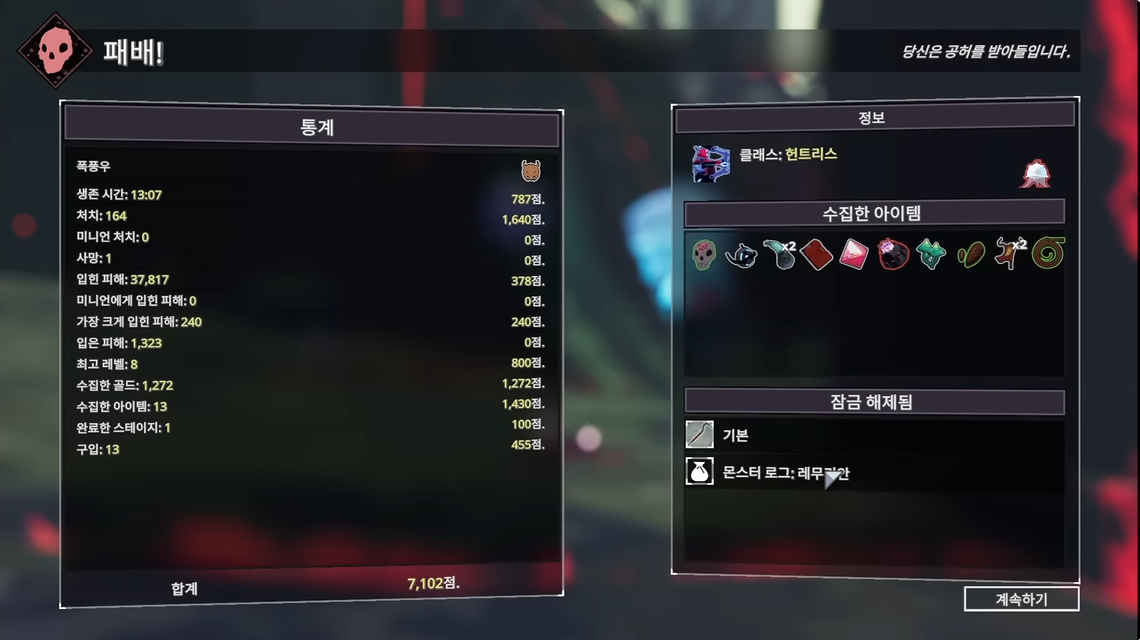 패배!
당신은 공허를 받아들입니다.
통계
폭풍우
생존 시간: 13:07 787점.
처치: 164 1,640점.
미니언 처치: 0 0점.
사망: 1 0점.
입힌 피해: 37,817 378점.
미니언에게 입힌 피해: 0 0점.
가장 크게 입힌 피해: 240 240점.
입은 피해: 1,323 0점.
최고 레벨: 8 800점.
수집한 골드: 1,272 1,272점.
수집한 아이템: 13 1,430점.
완료한 스테이지: 1 100점.
구입: 13 455점.
합계 7,102점.
정보
클래스: 헌트리스
수집한 아이템
x2 x2
잠금 해제됨
기본
몬스터 로그: 레무리안
계속하기